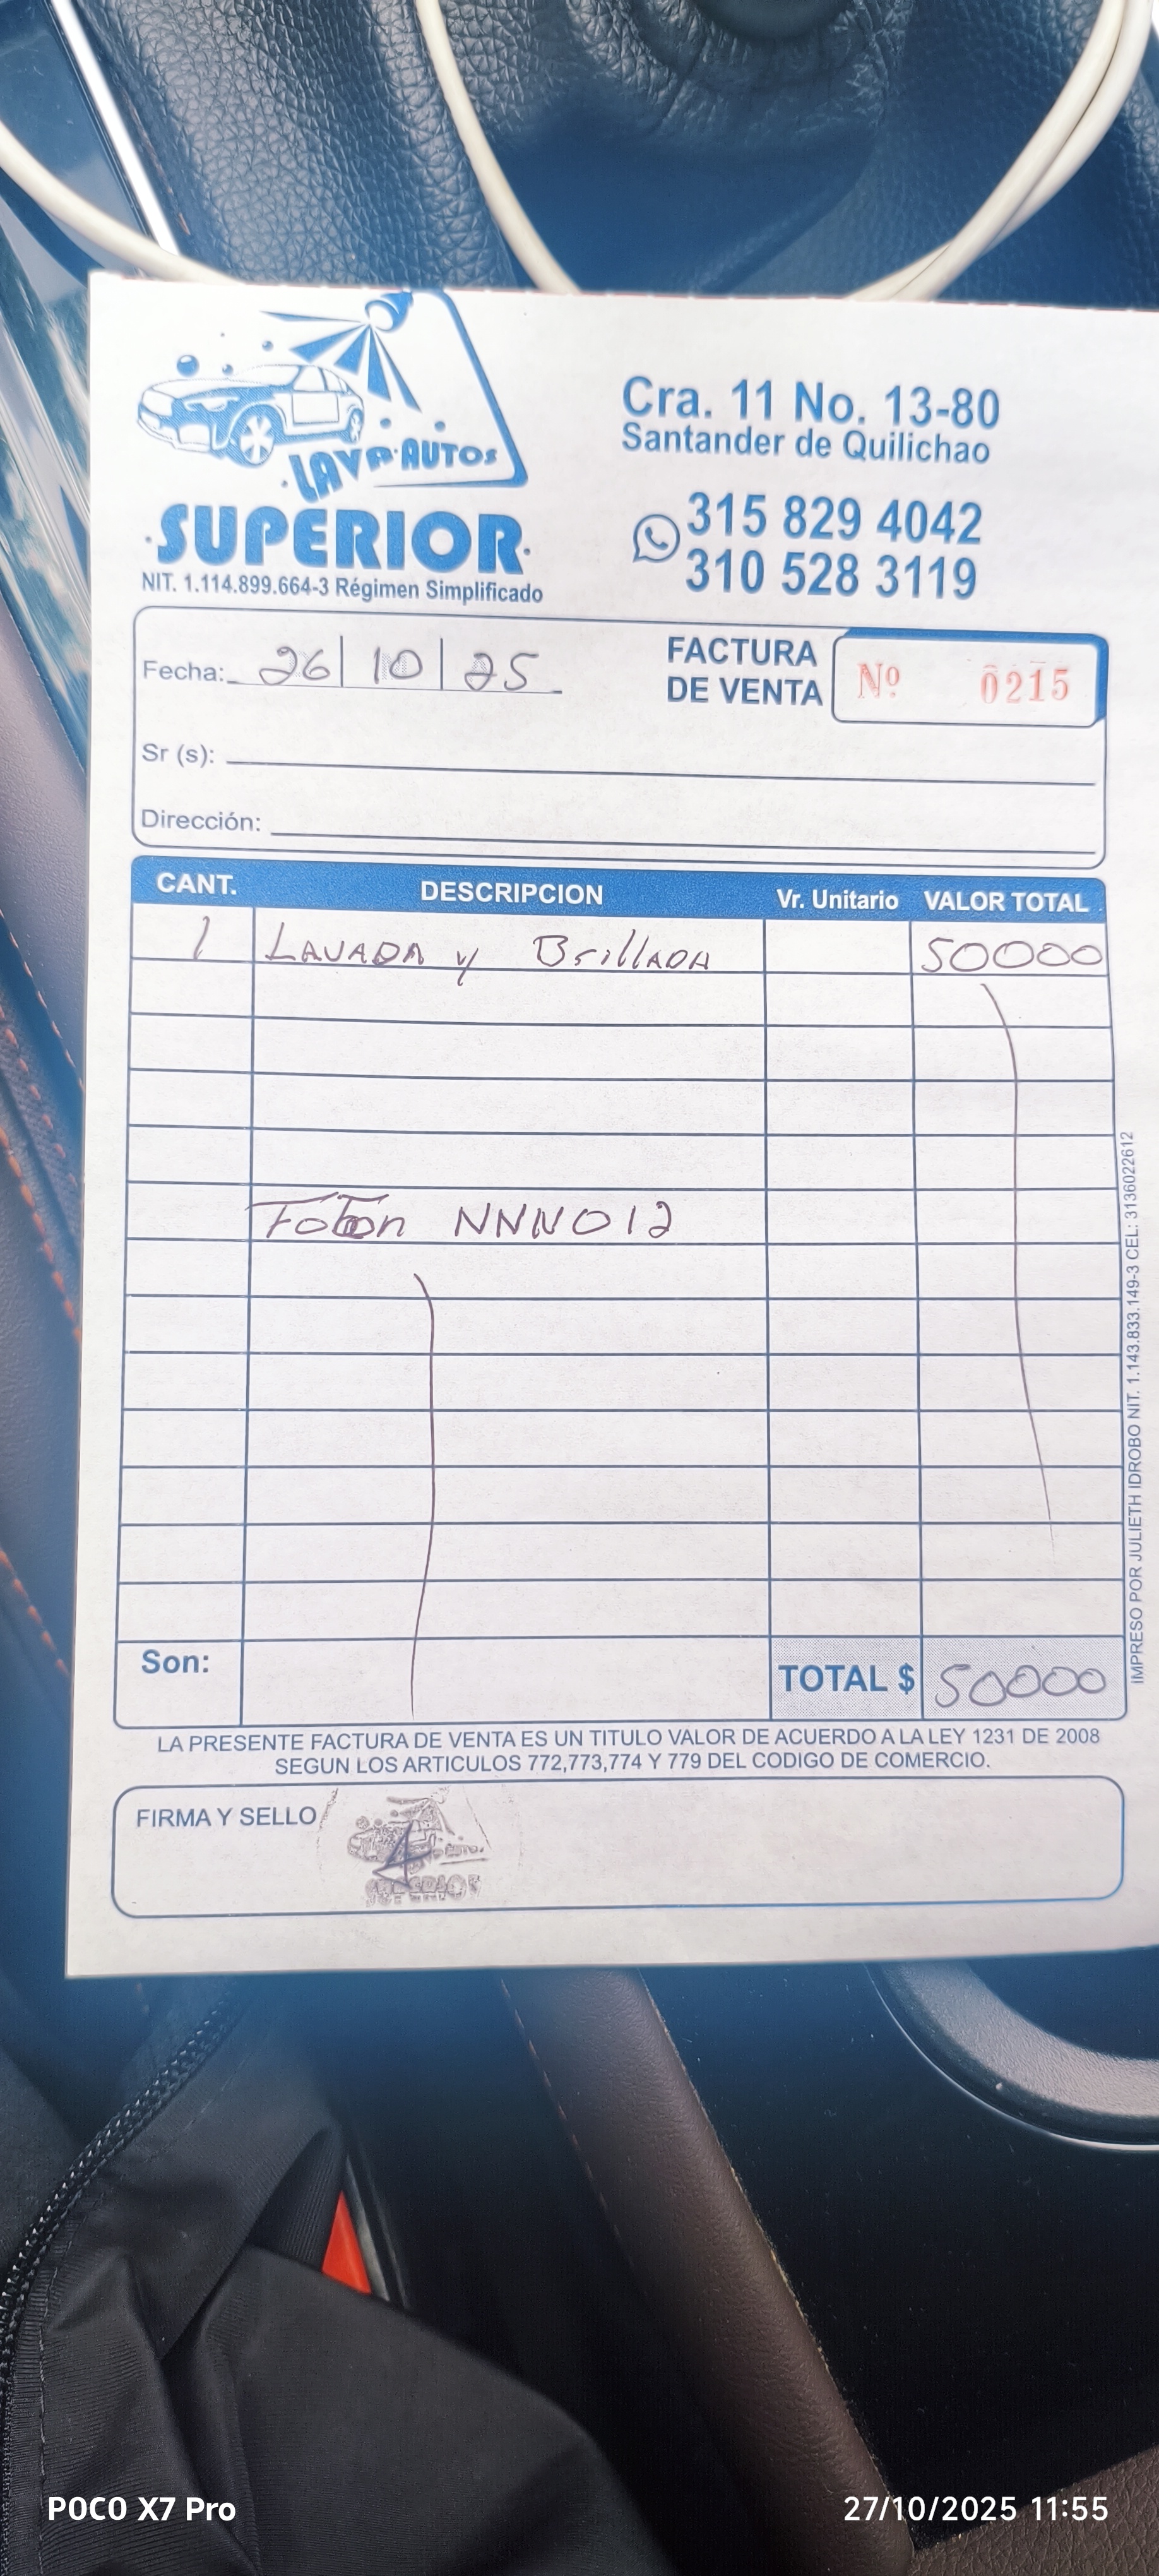 LAVA-AUTOS
·SUPERIOR·
NIT. 1.114.899.664-3 Régimen Simplificado
Cra. 11 No. 13-80
Santander de Quilichao
315 829 4042
310 528 3119
Fecha: 26|10|25
FACTURA
DE VENTA
Nº 0215
Sr (s):
Dirección:
CANT. DESCRIPCION Vr. Unitario VALOR TOTAL
1 LAVADA y BrillADA 50000
Foton NNNO12
Son: TOTAL $ 50000
LA PRESENTE FACTURA DE VENTA ES UN TITULO VALOR DE ACUERDO A LA LEY 1231 DE 2008
SEGUN LOS ARTICULOS 772,773,774 Y 779 DEL CODIGO DE COMERCIO.
FIRMA Y SELLO
SUPERIOR
IMPRESO POR JULIETH IDROBO NIT. 1.143.833.149-3 CEL: 3136022612
POCO X7 Pro
27/10/2025 11:55